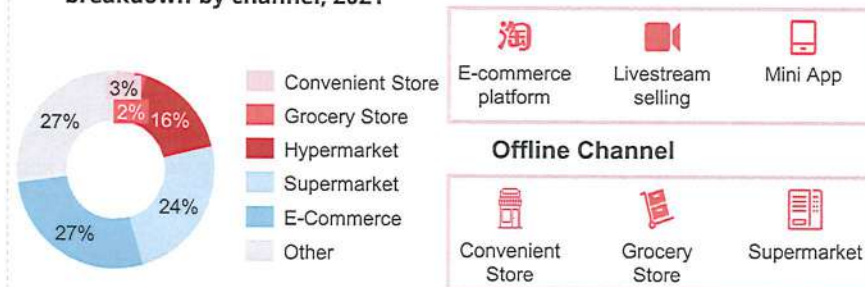 breakdown by channel, 2021
3%
2%
16%
27%
24%
27%
Convenient Store
Grocery Store
Hypermarket
Supermarket
E-Commerce
Other
淘
E-commerce
platform
Livestream
selling
Mini App
Offline Channel
Convenient
Store
Grocery
Store
Supermarket